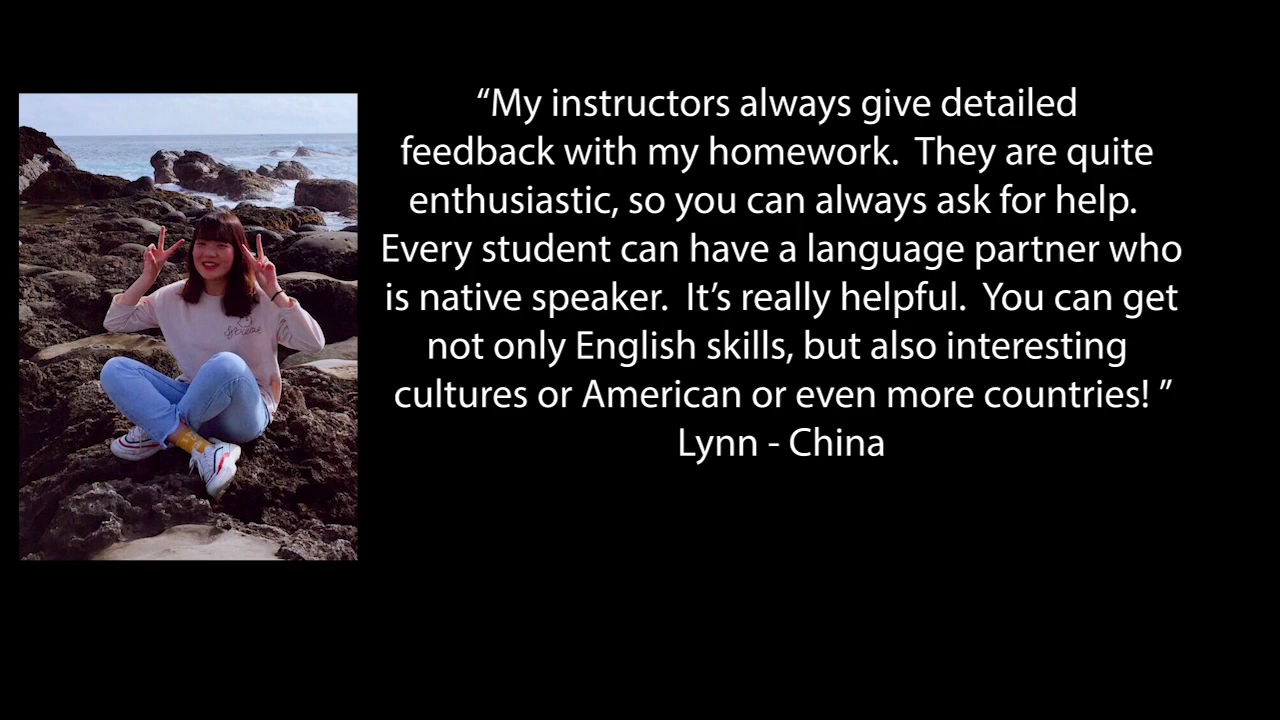 “My instructors always give detailed
feedback with my homework.  They are quite
enthusiastic, so you can always ask for help.
Every student can have a language partner who
is native speaker.  It’s really helpful.  You can get
not only English skills, but also interesting
cultures or American or even more countries! ”
Lynn - China